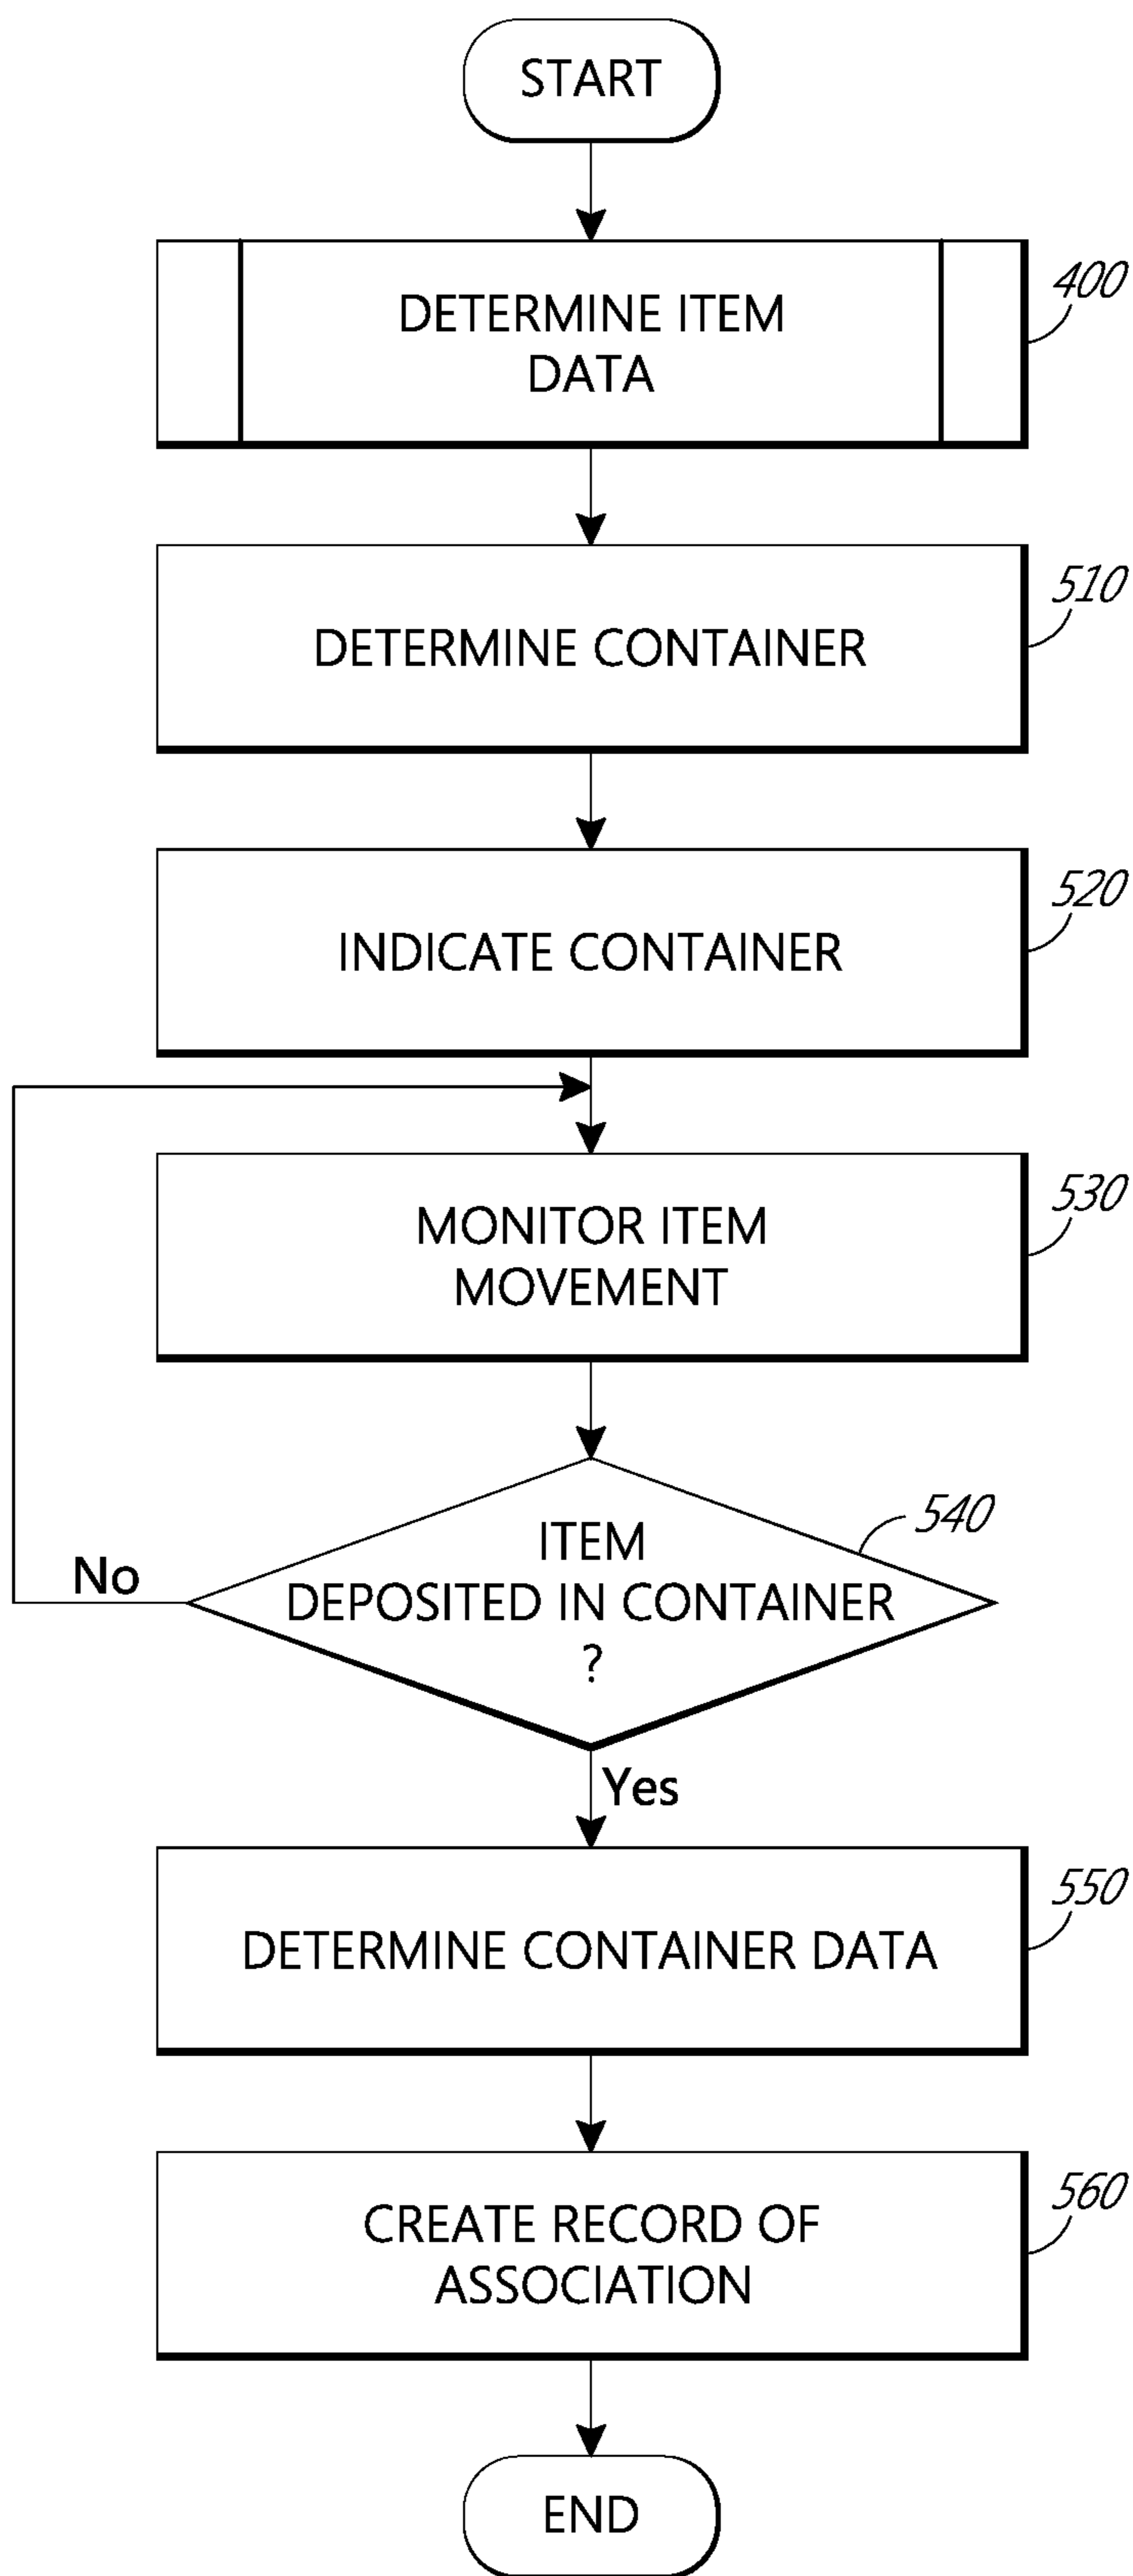 START
DETERMINE ITEM
DATA
400
DETERMINE CONTAINER
510
INDICATE CONTAINER
520
MONITOR ITEM
MOVEMENT
530
ITEM
DEPOSITED IN CONTAINER
?
540
No
Yes
DETERMINE CONTAINER DATA
550
CREATE RECORD OF
ASSOCIATION
560
END